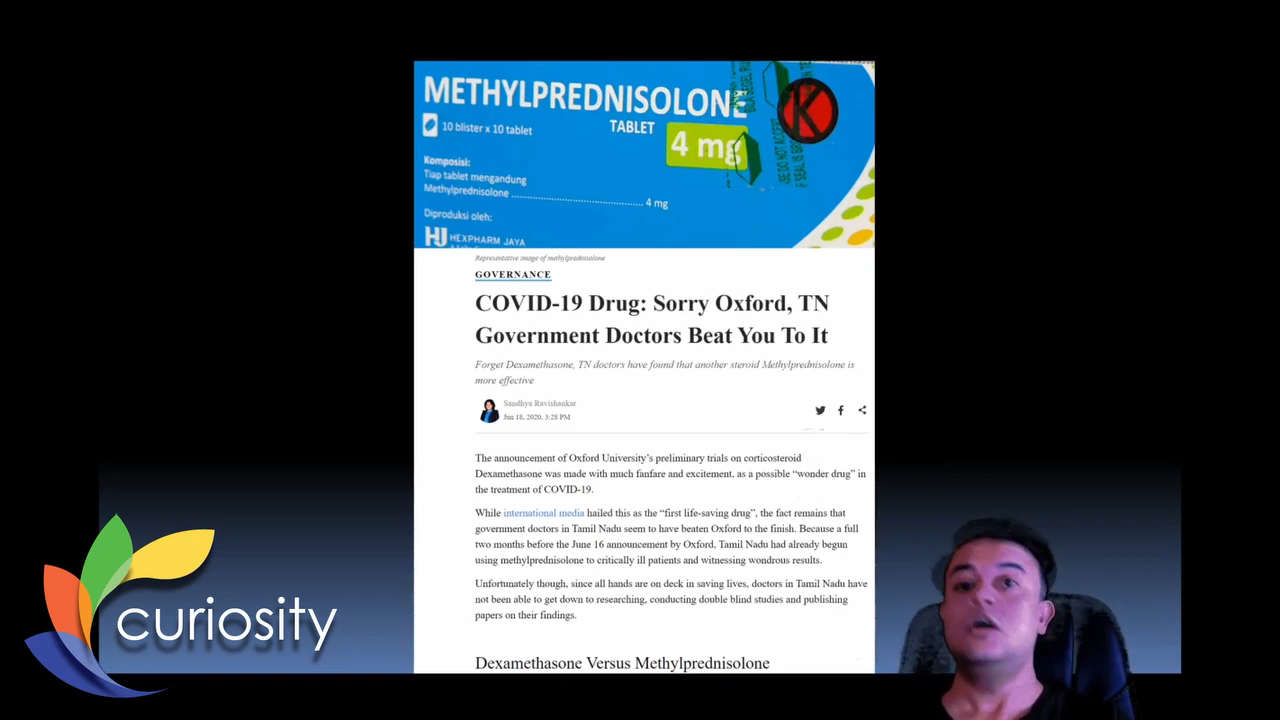 METHYLPREDNISOLONE
TABLET
10 blister x 10 tablet
4 mg
K
Komposisi:
Tiap tablet mengandung
Methylprednisolone ........................................ 4 mg
Diproduksi oleh:
HJ HEXPHARM JAYA
Representative image of methylprednisolone
GOVERNANCE
COVID-19 Drug: Sorry Oxford, TN
Government Doctors Beat You To It
Forget Dexamethasone, TN doctors have found that another steroid Methylprednisolone is
more effective
Sandhya Ravishankar
Jun 18, 2020, 3:28 PM
The announcement of Oxford University's preliminary trials on corticosteroid
Dexamethasone was made with much fanfare and excitement, as a possible “wonder drug” in
the treatment of COVID-19.
While international media hailed this as the “first life-saving drug”, the fact remains that
government doctors in Tamil Nadu seem to have beaten Oxford to the finish. Because a full
two months before the June 16 announcement by Oxford, Tamil Nadu had already begun
using methylprednisolone to critically ill patients and witnessing wondrous results.
Unfortunately though, since all hands are on deck in saving lives, doctors in Tamil Nadu have
not been able to get down to researching, conducting double blind studies and publishing
papers on their findings.
Dexamethasone Versus Methylprednisolone
curiosity